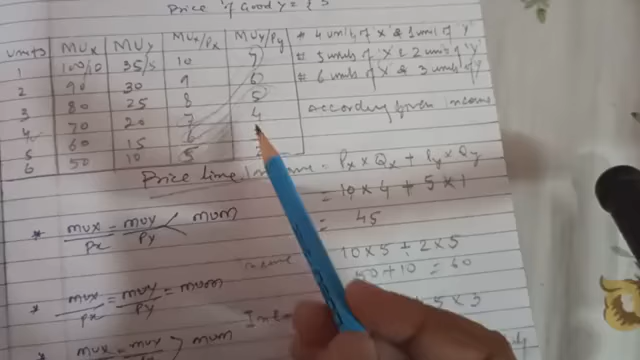 Price of Good Y = ₹ 5
units MUx MUy MUx/Px MUy/Py
1 100/10 35/5 10 7
2 90 30 9 6
3 80 25 8 5
4 70 20 7 4
5 60 15 6
6 50 10 5
# 4 units of X & 1 unit of Y
# 5 units of 'X' & 2 units of 'Y'
# 6 units of 'X' & 3 units of Y
According given income
Price line Income = Px × Qx + Py × Qy
= 10 × 4 + 5 × 1
= 45
* MUx/Px = MUy/Py < MUM
Income 10 × 5 + 2 × 5
50 + 10 = 60
* MUx/Px = MUy/Py = MUM
5 × 3
* MUx = MUy > MUM